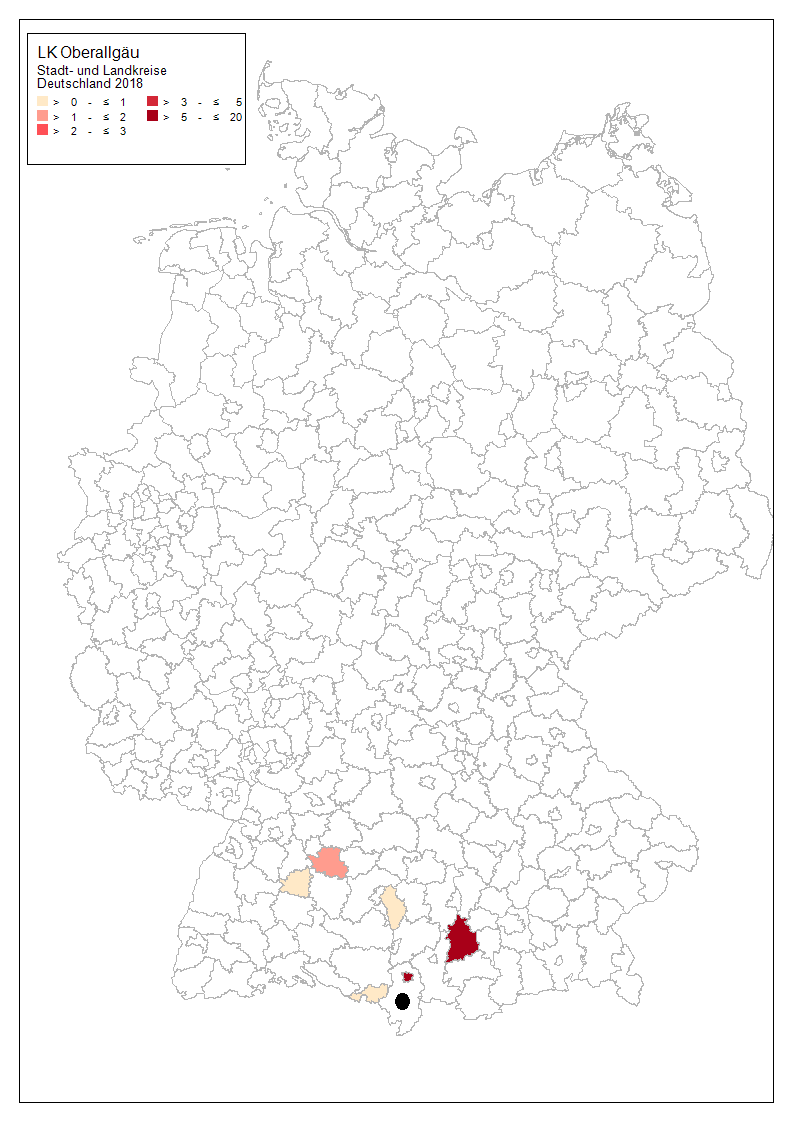 LK Oberallgäu
Stadt- und Landkreise
Deutschland 2018
> 0 - ≤ 1
> 1 - ≤ 2
> 2 - ≤ 3
> 3 - ≤ 5
> 5 - ≤ 20